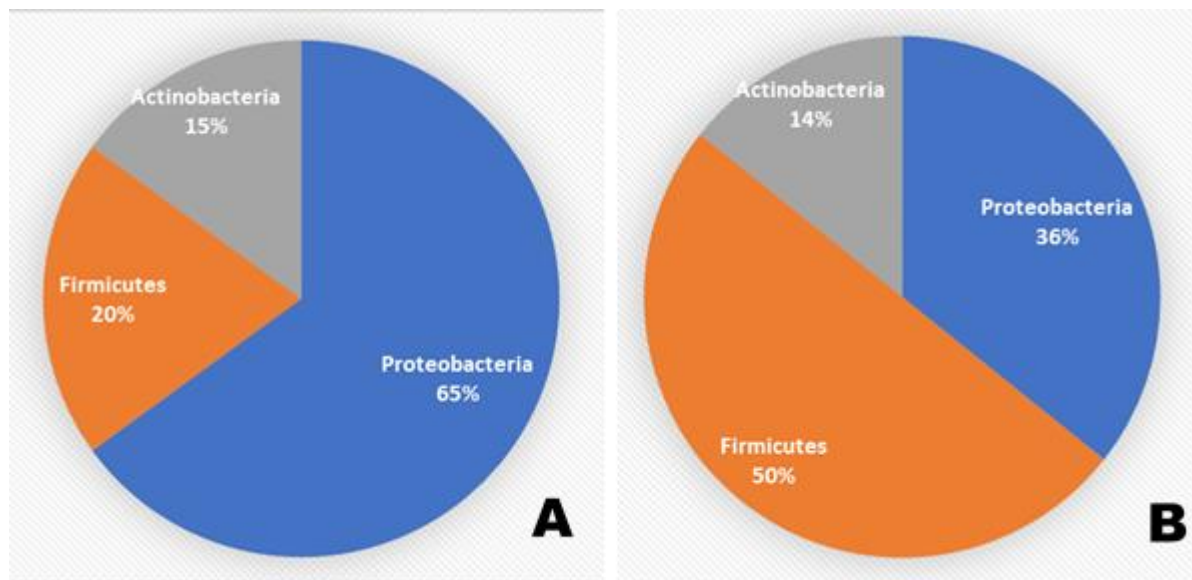 Actinobacteria
15%
Firmicutes
20%
Proteobacteria
65%
A
Actinobacteria
14%
Proteobacteria
36%
Firmicutes
50%
B